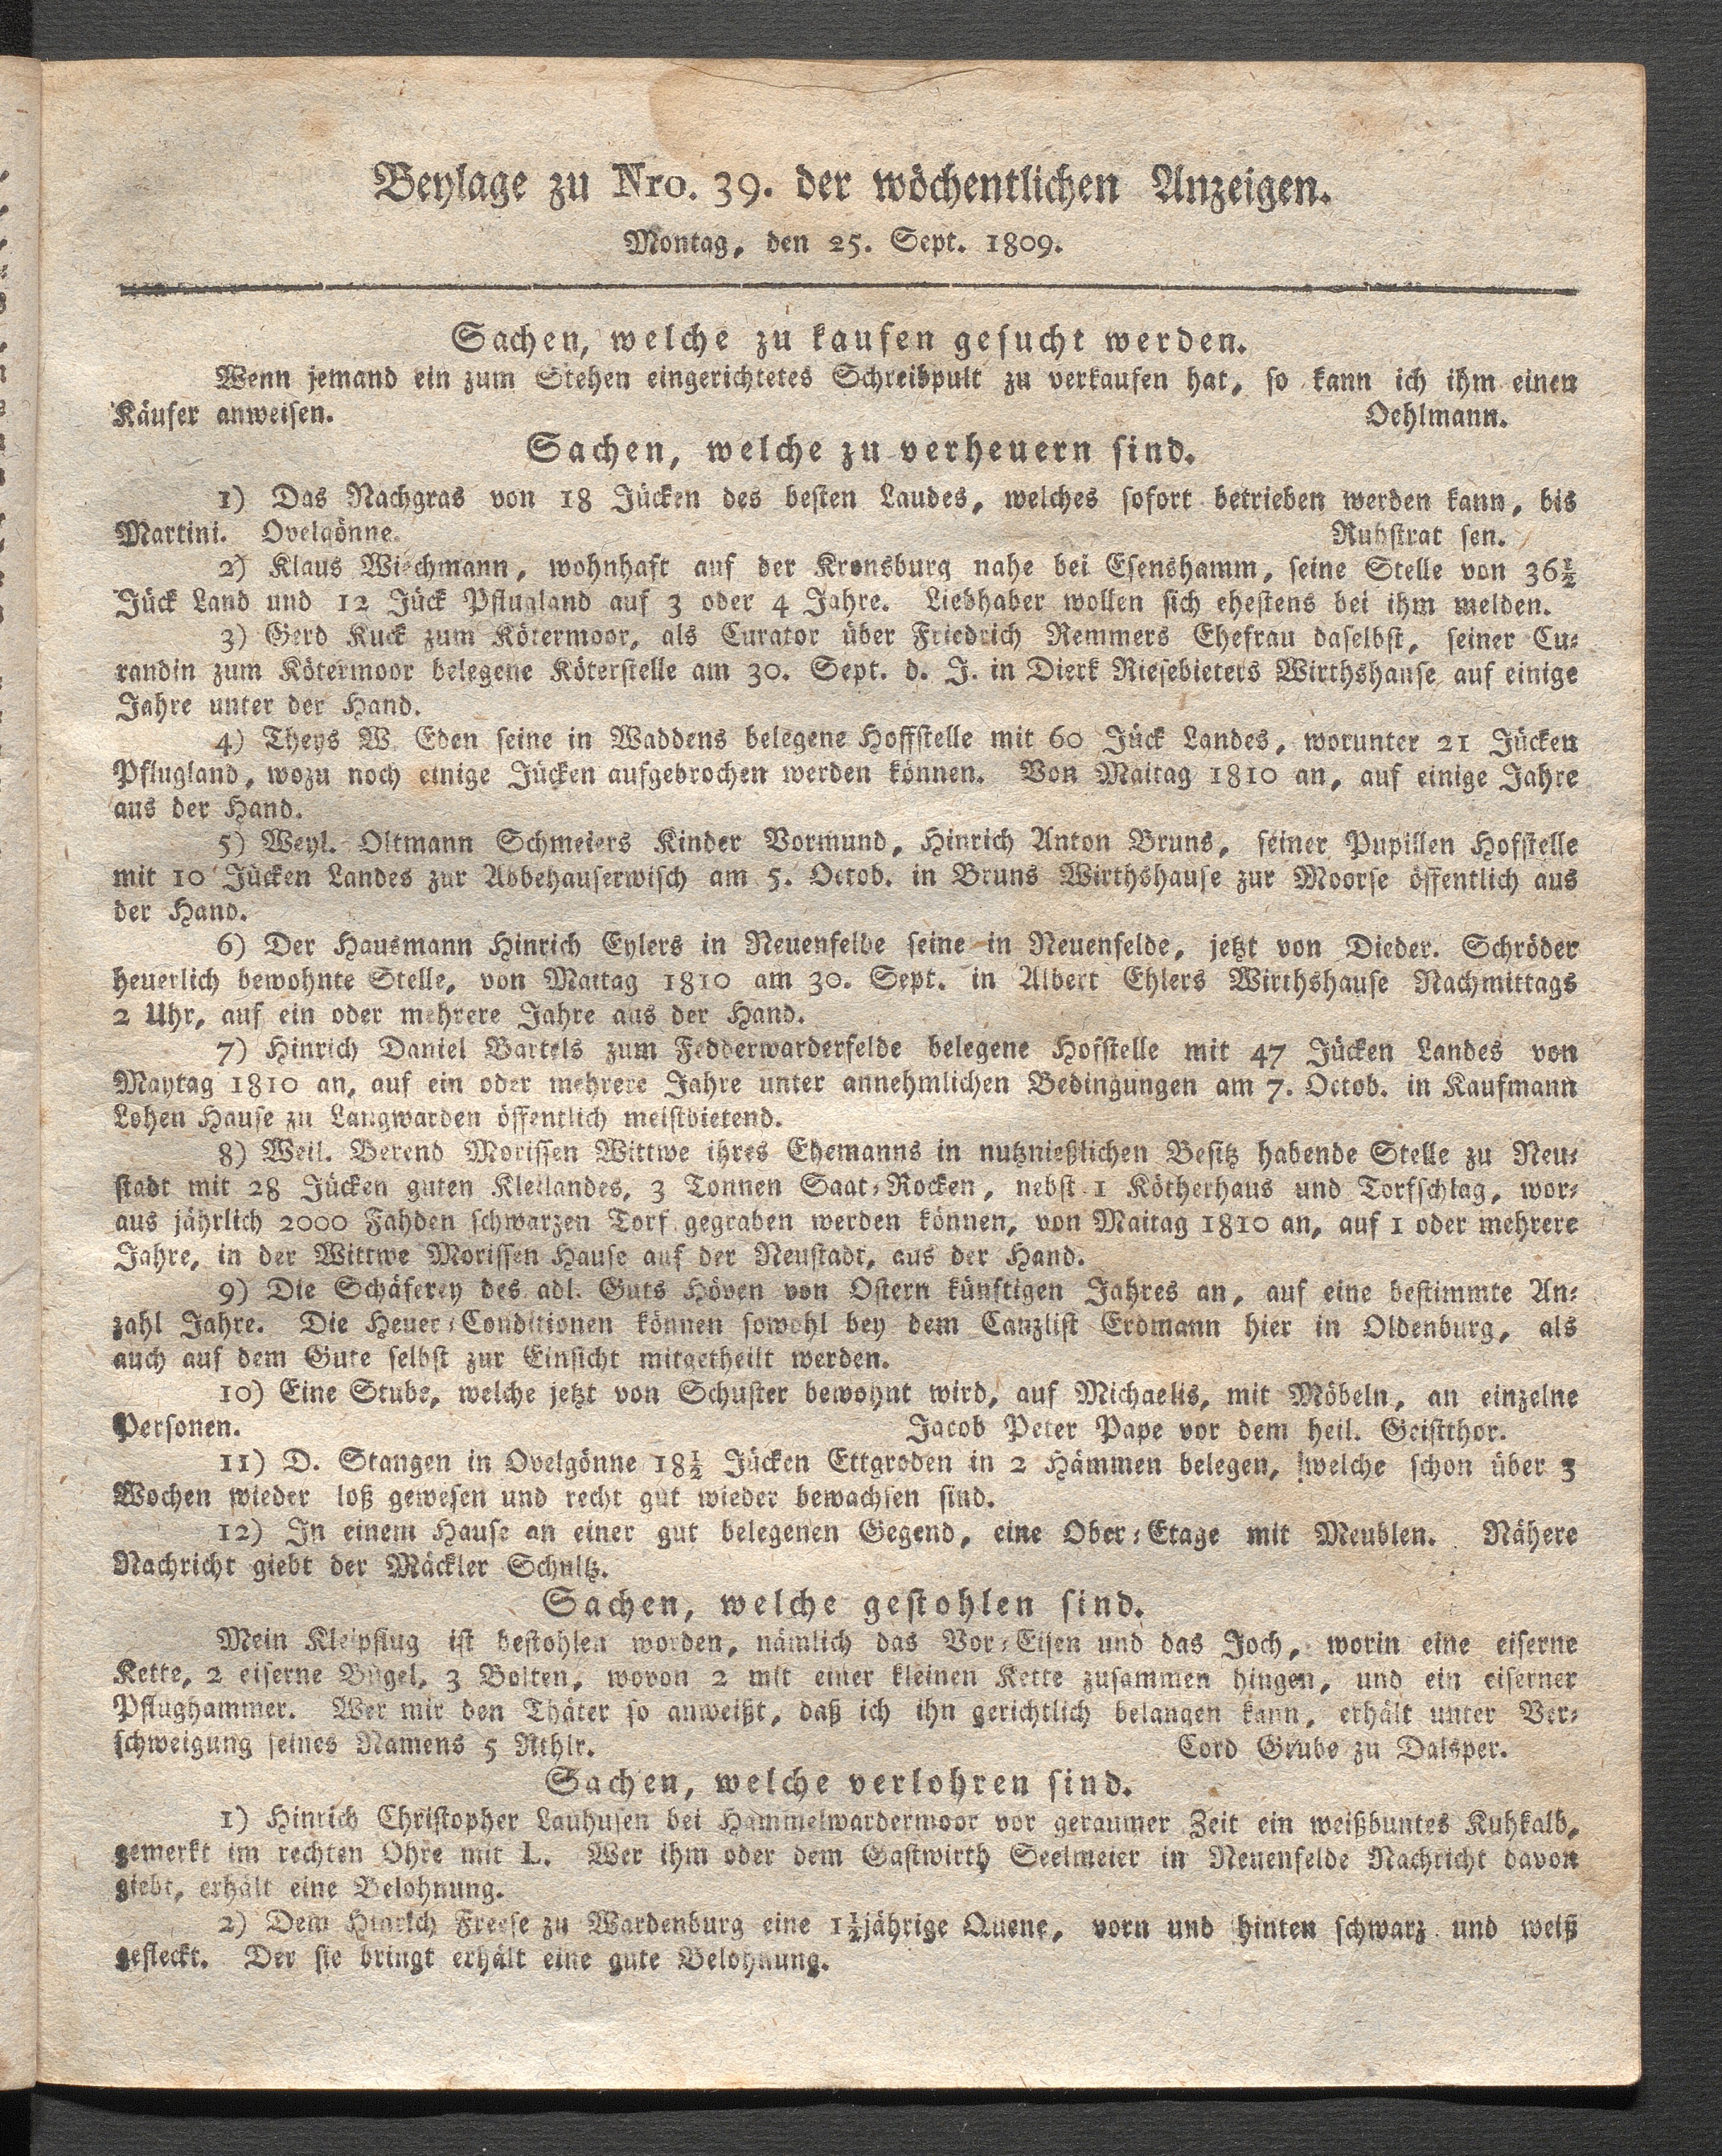 Beylage zu Nro. 39. der wöchentlichen Anzeigen.
Montag, den 25. Sept. 1809.
Sachen, welche zu kaufen gesucht werden.
Wenn jemand ein zum Stehen eingerichtetes Schreibpult zu verkaufen hat, so kann ich ihm einen
Käufer anweisen. Oehlmann.
Sachen, welche zu verheuern sind.
1) Das Nachgras von 18 Jücken des besten Laudes, welches sofort betrieben werden kann, bis
Martini. Ovelgönne. Ruhstrat sen.
2) Klaus Wiechmann, wohnhaft auf der Kronsburg nahe bei Esenshamm, seine Stelle von 36½
Jück Land und 12 Jück Pflugland auf 3 oder 4 Jahre. Liebhaber wollen sich ehestens bei ihm melden.
3) Gerd Kuck zum Kötermoor, als Curator über Friedrich Remmers Ehefrau daselbst, seiner Cu-
randin zum Kötermoor belegene Köterstelle am 30. Sept. d. J. in Dierk Riesebieters Wirthshause auf einige
Jahre unter der Hand.
4) Theys W. Eden seine in Waddens belegene Hoffstelle mit 60 Jück Landes, worunter 21 Jücken
Pflugland, wozu noch einige Jücken aufgebrochen werden können. Von Maitag 1810 an, auf einige Jahre
aus der Hand.
5) Weyl. Oltmann Schmeiers Kinder Vormund, Hinrich Anton Bruns, seiner Pupillen Hofstelle
mit 10 Jücken Landes zur Abbehauserwisch am 5. Octob. in Bruns Wirthshause zur Moorse öffentlich aus
der Hand.
6) Der Hausmann Hinrich Eylers in Neuenfelde seine in Neuenfelde, jetzt von Dieder. Schröder
heuerlich bewohnte Stelle, von Maitag 1810 am 30. Sept. in Albert Ehlers Wirthshause Nachmittags
2 Uhr, auf ein oder mehrere Jahre aus der Hand.
7) Hinrich Daniel Bartels zum Fedderwarderfelde belegene Hofstelle mit 47 Jücken Landes von
Maytag 1810 an, auf ein oder mehrere Jahre unter annehmlichen Bedingungen am 7. Octob. in Kaufmann
Lohen Hause zu Langwarden öffentlich meistbietend.
8) Weil. Berend Morissen Wittwe ihres Ehemanns in nutznießlichen Besitz habende Stelle zu Neu-
stadt mit 28 Jücken guten Kleilandes, 3 Tonnen Saat-Rocken, nebst 1 Kötherhaus und Torfschlag, wor-
aus jährlich 2000 Fahden schwarzen Torf gegraben werden können, von Maitag 1810 an, auf 1 oder mehrere
Jahre, in der Wittwe Morissen Hause auf der Neustadt, aus der Hand.
9) Die Schäferey des adl. Guts Höven von Ostern künftigen Jahres an, auf eine bestimmte An-
zahl Jahre. Die Heuer-Conditionen können sowohl bey dem Canzlist Erdmann hier in Oldenburg, als
auch auf dem Gute selbst zur Einsicht mitgetheilt werden.
10) Eine Stube, welche jetzt von Schuster bewohnt wird, auf Michaelis, mit Möbeln, an einzelne
Personen. Jacob Peter Pape vor dem heil. Geistthor.
11) D. Stangen in Ovelgönne 18½ Jücken Ettgroden in 2 Hämmen belegen, welche schon über 3
Wochen wieder loß gewesen und recht gut wieder bewachsen sind.
12) In einem Hause an einer gut belegenen Gegend, eine Ober-Etage mit Meublen. Nähere
Nachricht giebt der Mäckler Schultz.
Sachen, welche gestohlen sind.
Mein Kleipflug ist bestohlen worden, nämlich das Vor-Eisen und das Joch, worin eine eiserne
Kette, 2 eiserne Bügel, 3 Bolten, wovon 2 mit einer kleinen Kette zusammen hingen, und ein eiserner
Pflughammer. Wer mir den Thäter so anweißt, daß ich ihn gerichtlich belangen kann, erhält unter Ver-
schweigung seines Namens 5 Rthlr. Cord Grube zu Dalsper.
Sachen, welche verlohren sind.
1) Hinrich Christopher Lauhusen bei Hammelwardermoor vor geraumer Zeit ein weißbuntes Kuhkalb,
gemerkt im rechten Ohre mit L. Wer ihm oder dem Gastwirth Seelmeier in Neuenfelde Nachricht davon
giebt, erhält eine Belohnung.
2) Dem Hinrich Freese zu Wardenburg eine 1½jährige Quene, vorn und hinten schwarz und weiß
gefleckt. Der sie bringt erhält eine gute Belohnung.